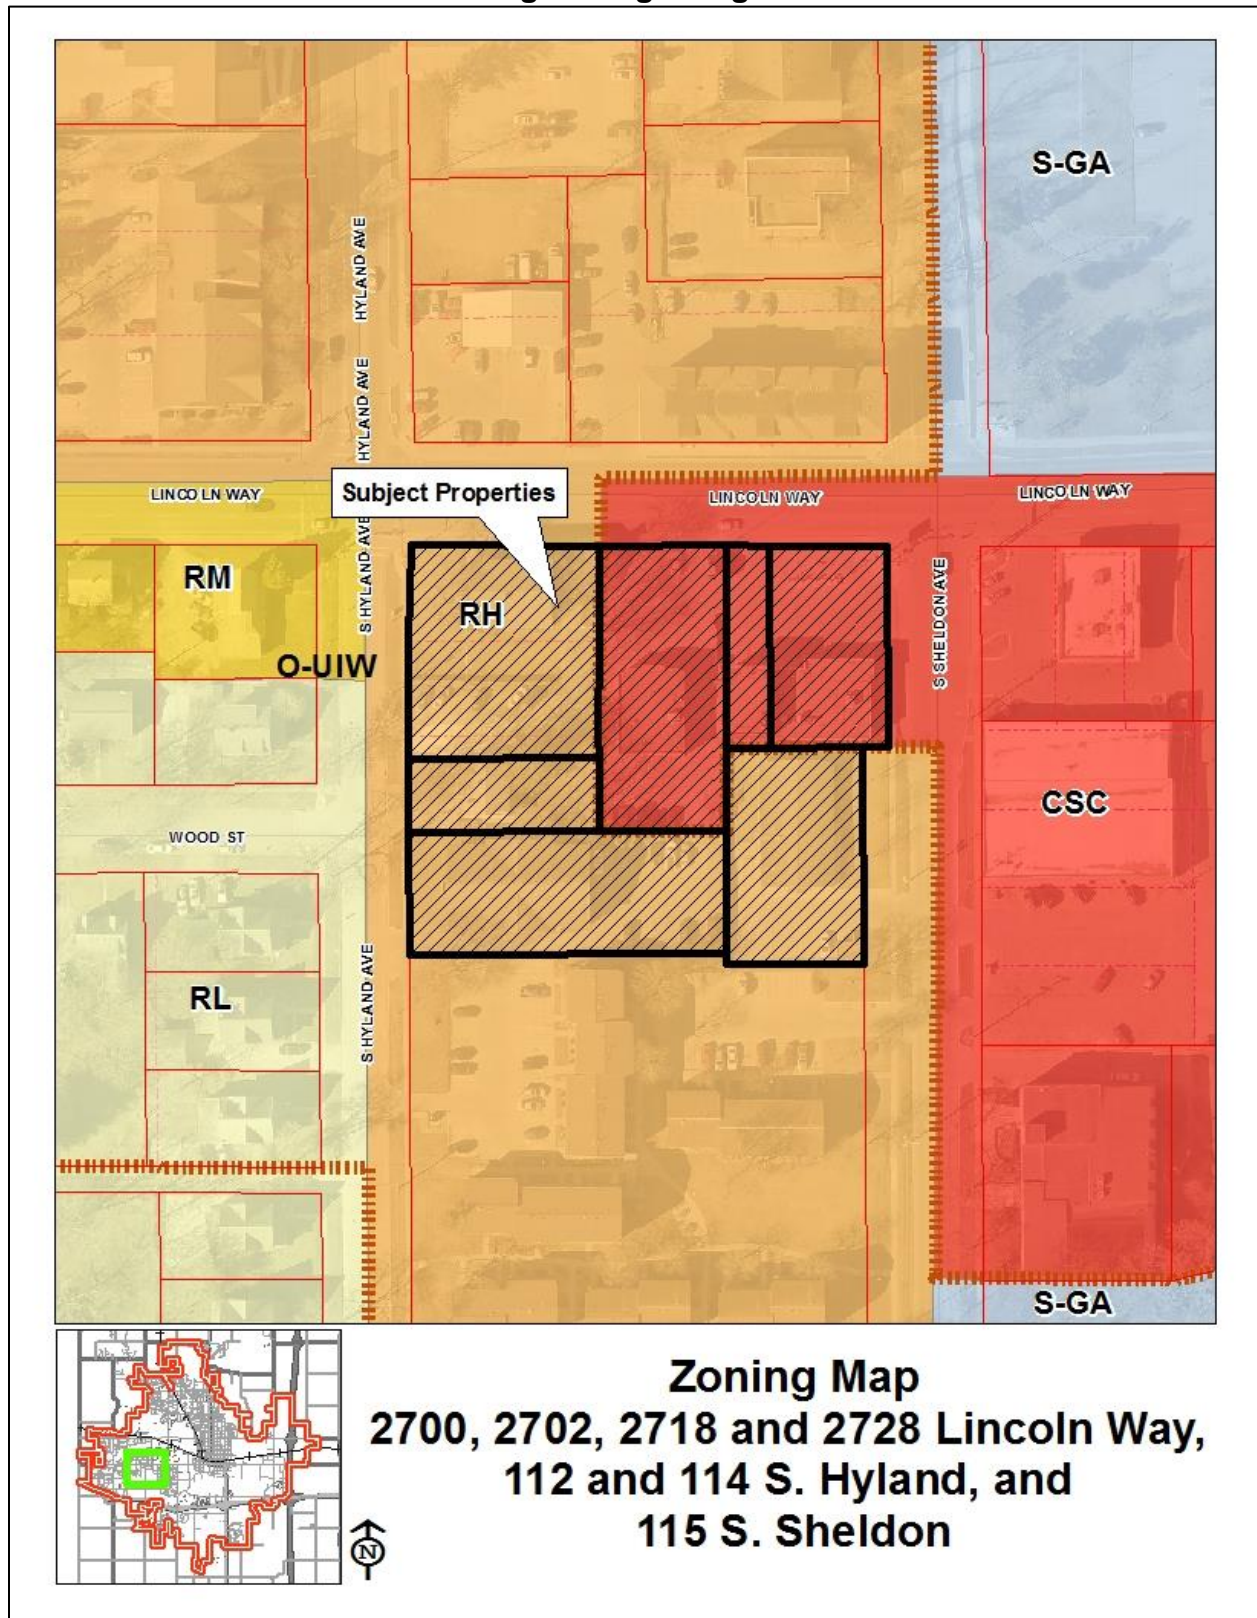 S-GA
HYLAND AVE
HYLAND AVE
Subject Properties
LINCOLN WAY
LINCOLN WAY
LINCOLN WAY
S HYLAND AVE
RM
RH
S SHELDON AVE
O-UIW
CSC
WOOD ST
S HYLAND AVE
RL
S-GA
Zoning Map
2700, 2702, 2718 and 2728 Lincoln Way,
112 and 114 S. Hyland, and
115 S. Sheldon
N